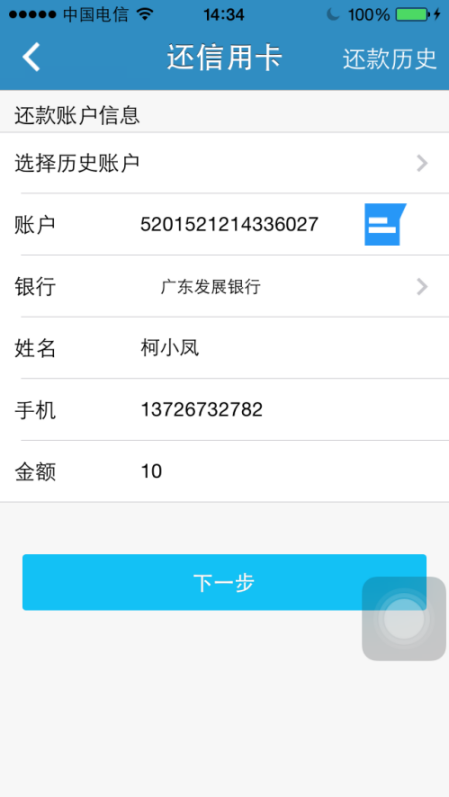 中国电信 14:34 100%
还信用卡 还款历史
还款账户信息
选择历史账户
账户 5201521214336027
银行 广东发展银行
姓名 柯小凤
手机 13726732782
金额 10
下一步